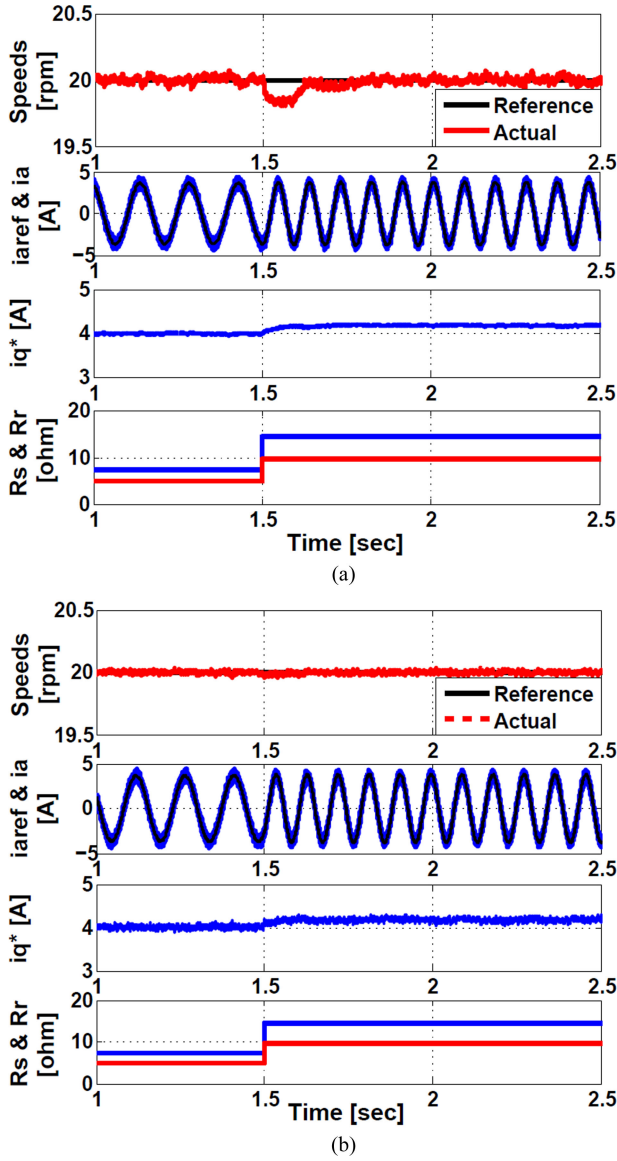 20.5
Speeds [rpm]
20
Reference
Actual
19.5
1 1.5 2 2.5
5
iaref & ia [A]
0
−5
1 1.5 2 2.5
5
iq* [A]
4
3
1 1.5 2 2.5
20
Rs & Rr [ohm]
10
0
1 1.5 2 2.5
Time [sec]
(a)
20.5
Speeds [rpm]
20
Reference
Actual
19.5
1 1.5 2 2.5
5
iaref & ia [A]
0
−5
1 1.5 2 2.5
5
iq* [A]
4
3
1 1.5 2 2.5
20
Rs & Rr [ohm]
10
0
1 1.5 2 2.5
Time [sec]
(b)